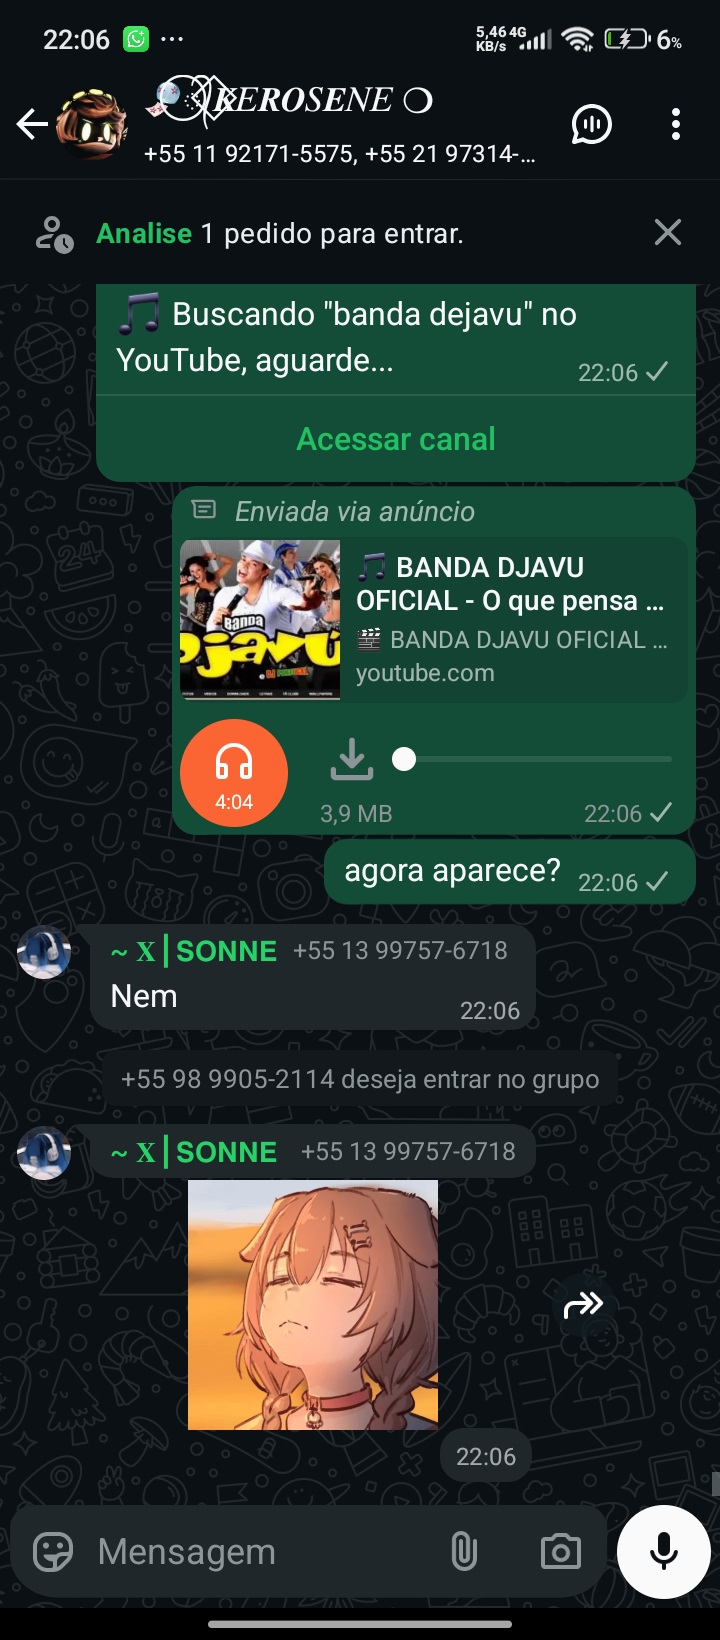 22:06
5,46 4G
KB/s
6%
KEROSENE
+55 11 92171-5575, +55 21 97314-...
Analise 1 pedido para entrar.
Buscando "banda dejavu" no
YouTube, aguarde...
22:06
Acessar canal
Enviada via anúncio
BANDA DJAVU
OFICIAL - O que pensa ...
BANDA DJAVU OFICIAL ...
youtube.com
Banda
Djavú
4:04
3,9 MB
22:06
agora aparece?
22:06
~ X | SONNE +55 13 99757-6718
Nem
22:06
+55 98 9905-2114 deseja entrar no grupo
~ X | SONNE +55 13 99757-6718
22:06
Mensagem